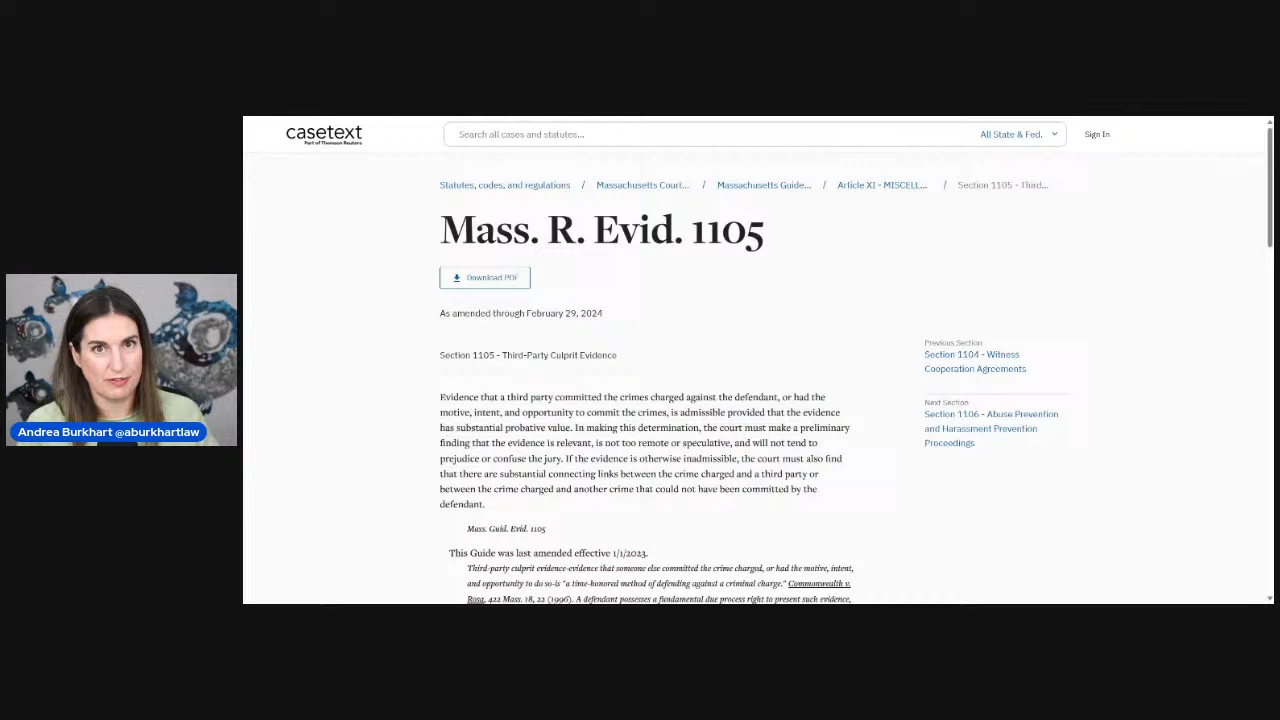 casetext
Part of Thomson Reuters
Search all cases and statutes...
All State & Fed.
Sign In
Statutes, codes, and regulations / Massachusetts Court... / Massachusetts Guide... / Article XI - MISCELL... / Section 1105 - Third...
Mass. R. Evid. 1105
Download PDF
As amended through February 29, 2024
Section 1105 - Third-Party Culprit Evidence
Evidence that a third party committed the crimes charged against the defendant, or had the
motive, intent, and opportunity to commit the crimes, is admissible provided that the evidence
has substantial probative value. In making this determination, the court must make a preliminary
finding that the evidence is relevant, is not too remote or speculative, and will not tend to
prejudice or confuse the jury. If the evidence is otherwise inadmissible, the court must also find
that there are substantial connecting links between the crime charged and a third party or
between the crime charged and another crime that could not have been committed by the
defendant.
Mass. Guid. Evid. 1105
This Guide was last amended effective 1/1/2023.
Third-party culprit evidence-evidence that someone else committed the crime charged, or had the motive, intent,
and opportunity to do so-is "a time-honored method of defending against a criminal charge." Commonwealth v.
Rosa, 422 Mass. 18, 22 (1996). A defendant possesses a fundamental due process right to present such evidence,
Previous Section
Section 1104 - Witness
Cooperation Agreements
Next Section
Section 1106 - Abuse Prevention
and Harassment Prevention
Proceedings
Andrea Burkhart @aburkhartlaw